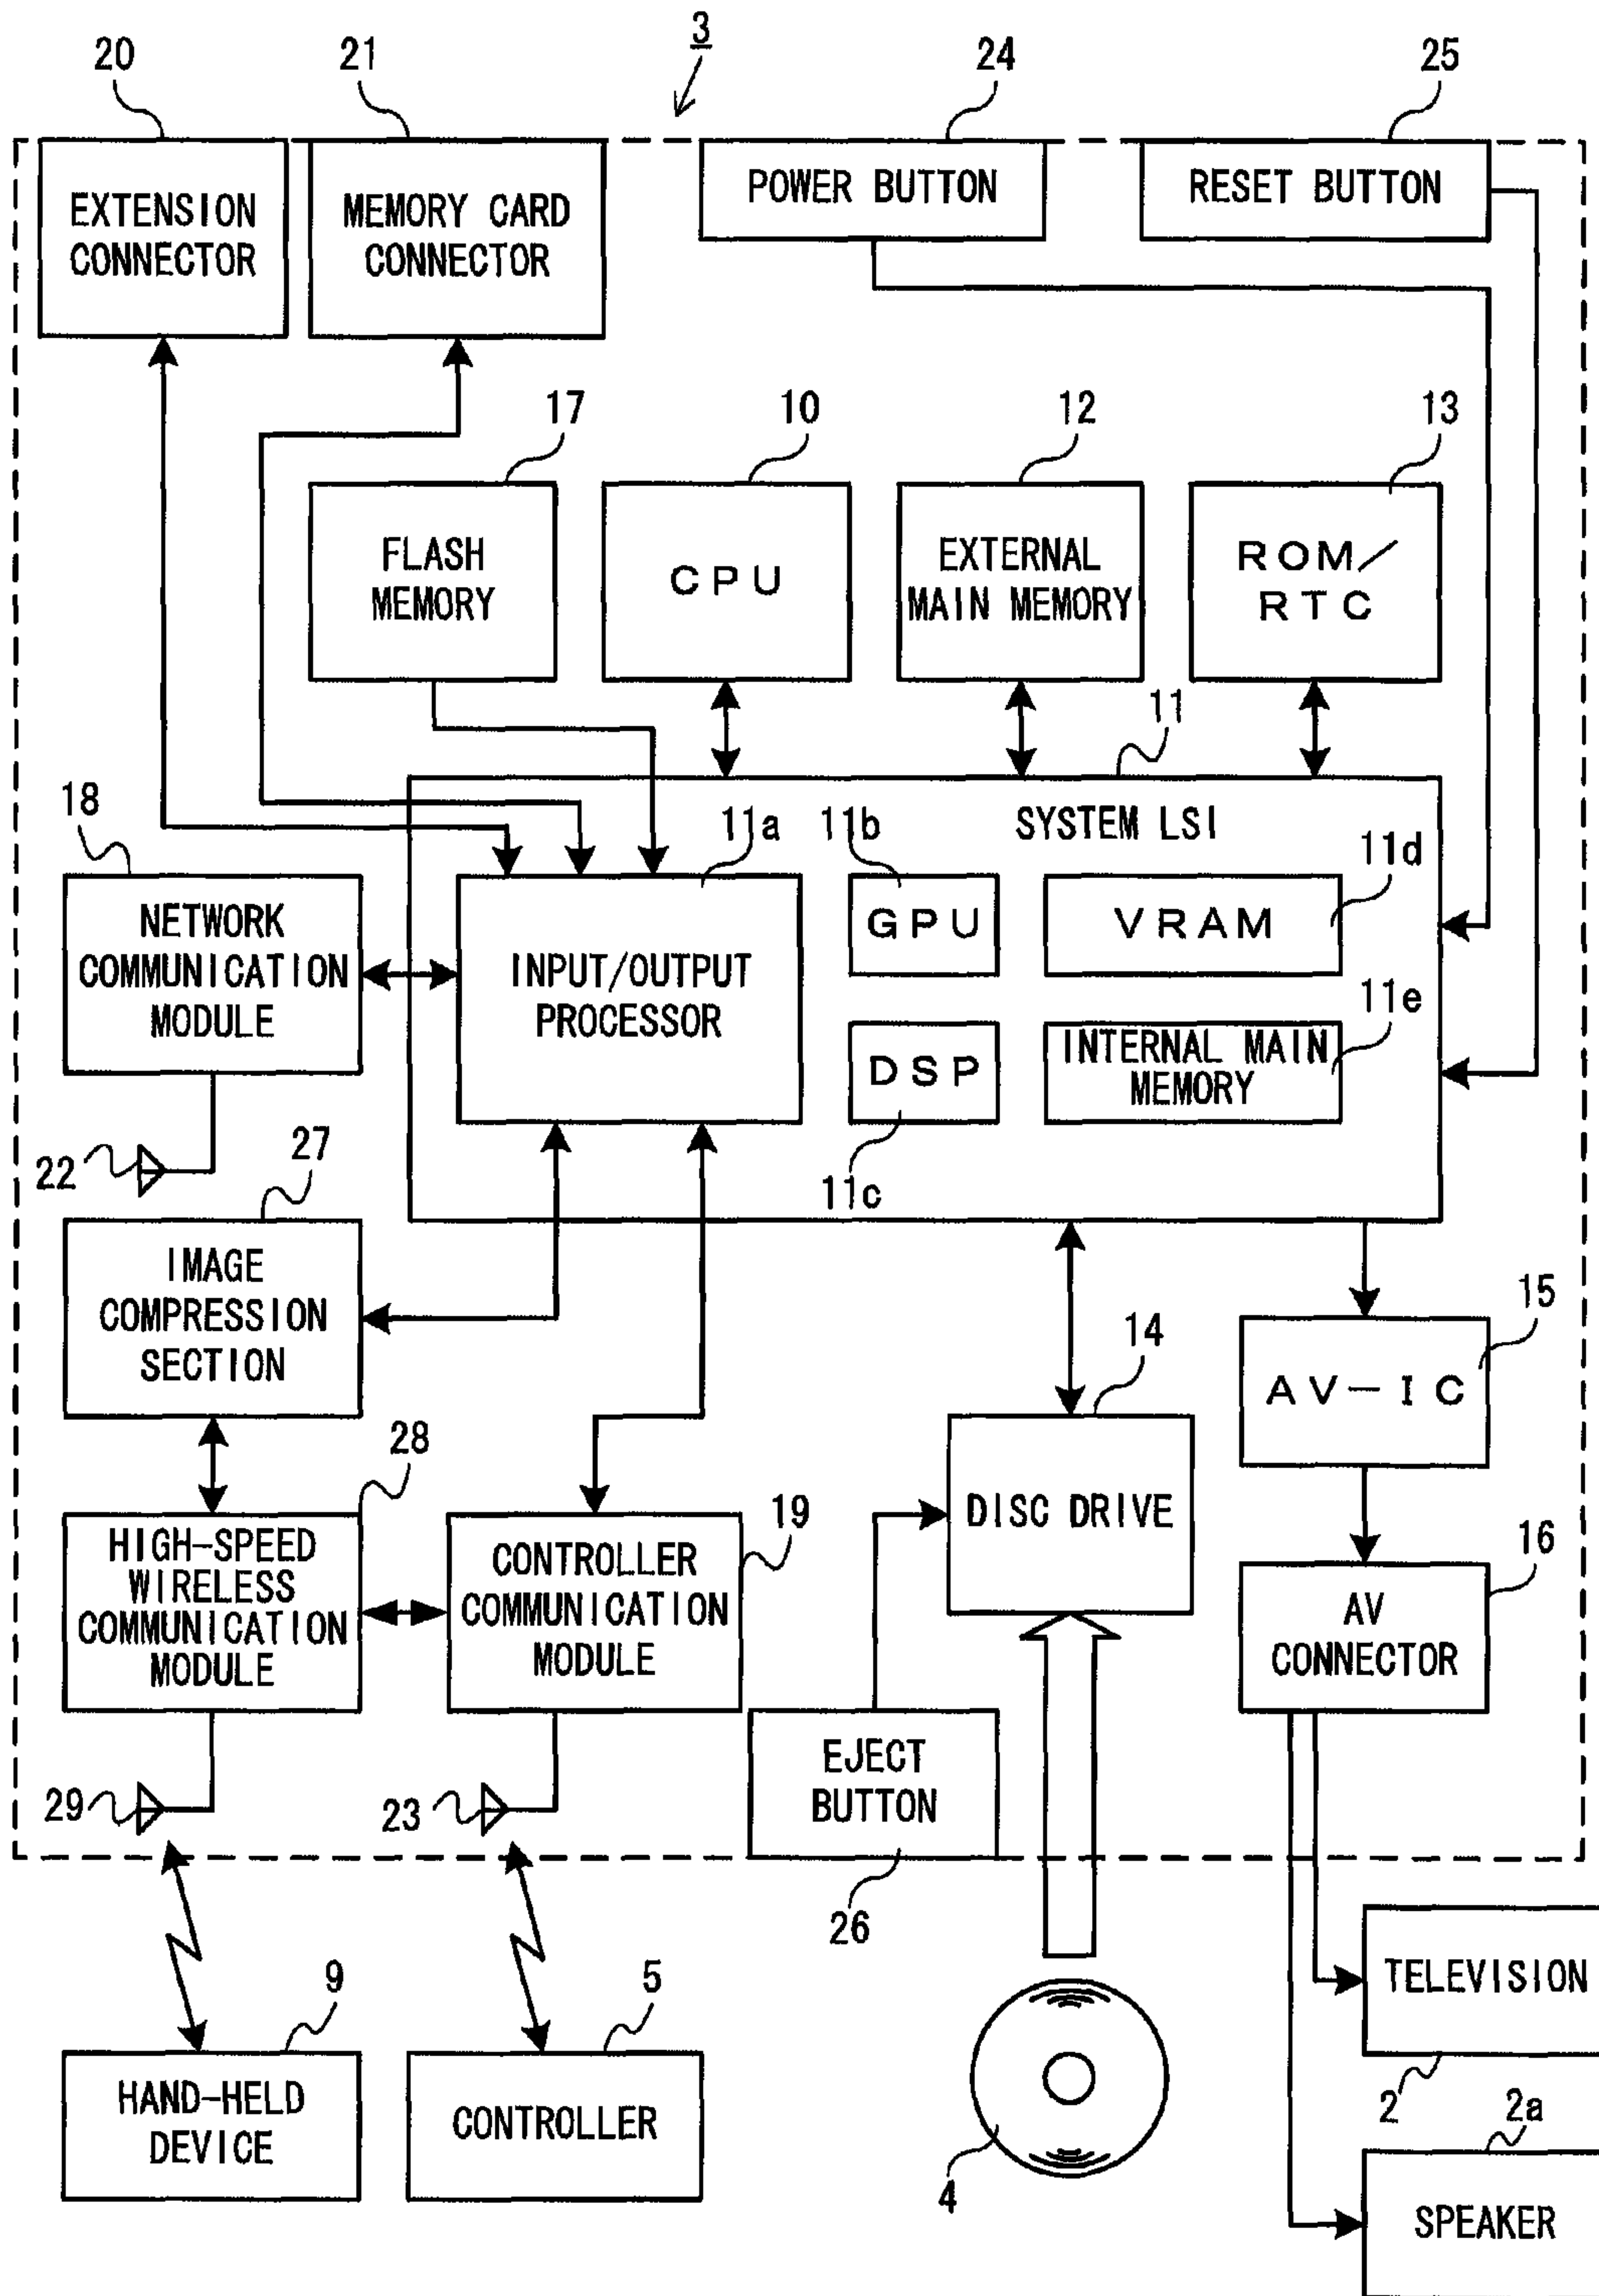 3
20
21
24
25
EXTENSION
CONNECTOR
MEMORY CARD
CONNECTOR
POWER BUTTON
RESET BUTTON
17
10
12
13
FLASH
MEMORY
CPU
EXTERNAL
MAIN MEMORY
ROM/
RTC
11
18
11a
11b
SYSTEM LSI
11d
NETWORK
COMMUNICATION
MODULE
INPUT/OUTPUT
PROCESSOR
GPU
VRAM
11e
DSP
INTERNAL MAIN
MEMORY
22
27
11c
IMAGE
COMPRESSION
SECTION
15
14
AV-IC
28
19
DISC DRIVE
16
HIGH-SPEED
WIRELESS
COMMUNICATION
MODULE
CONTROLLER
COMMUNICATION
MODULE
AV
CONNECTOR
29
23
EJECT
BUTTON
26
9
5
TELEVISION
2
HAND-HELD
DEVICE
CONTROLLER
4
2a
SPEAKER